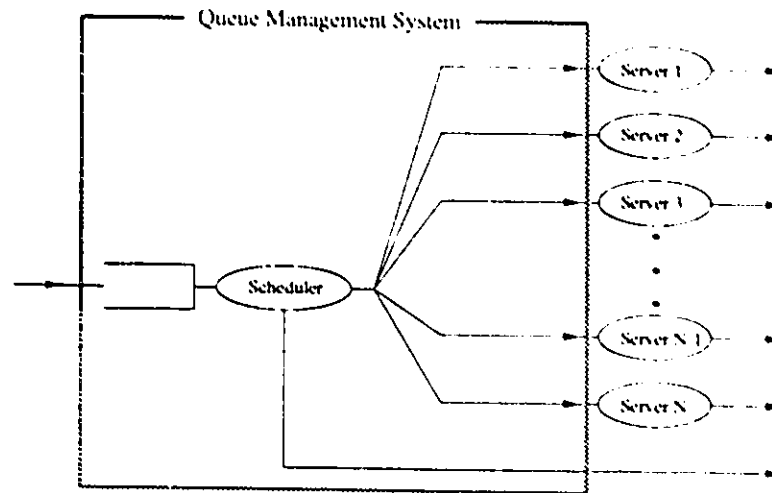 Queue Management System
Server 1
Server 2
Server 3
Scheduler
Server N-1
Server N